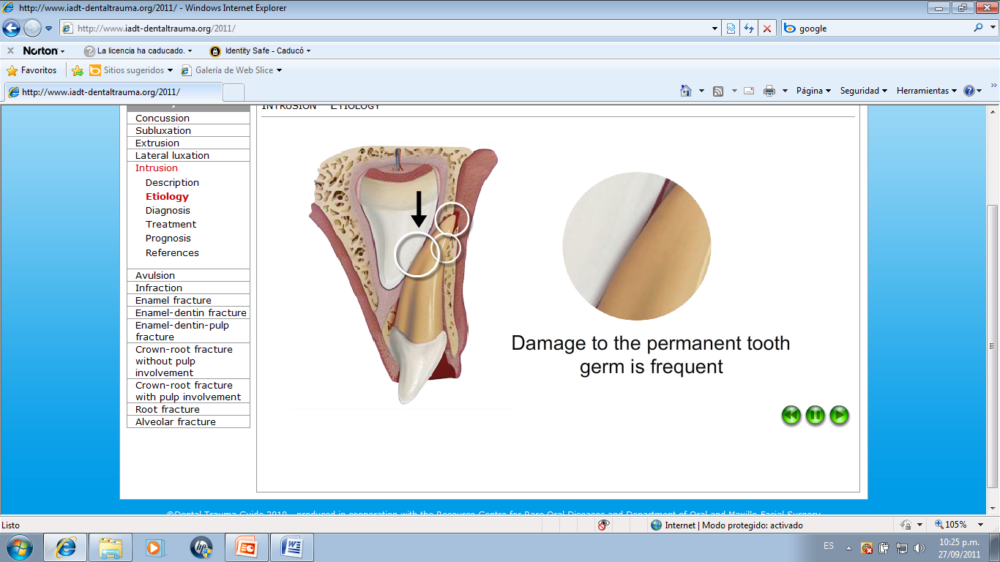 http://www.iadt-dentaltrauma.org/2011/ - Windows Internet Explorer
http://www.iadt-dentaltrauma.org/2011/
google
Norton
La licencia ha caducado.
Identity Safe - Caducó
Favoritos
Sitios sugeridos
Galería de Web Slice
http://www.iadt-dentaltrauma.org/2011/
Página
Seguridad
Herramientas
INTRUSION ETIOLOGY
Concussion
Subluxation
Extrusion
Lateral luxation
Intrusion
Description
Etiology
Diagnosis
Treatment
Prognosis
References
Avulsion
Infraction
Enamel fracture
Enamel-dentin fracture
Enamel-dentin-pulp
fracture
Crown-root fracture
without pulp
involvement
Crown-root fracture
with pulp involvement
Root fracture
Alveolar fracture
Damage to the permanent tooth
germ is frequent
©Dental Trauma Guide 2010 - produced in cooperation with the Resource Centre for Rare Oral Diseases and Department of Oral and Maxillo-Facial Surgery
Listo
Internet | Modo protegido: activado
105%
ES
10:25 p.m.
27/09/2011